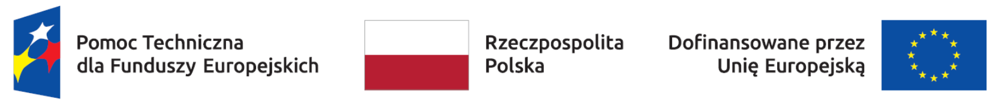 Pomoc Techniczna
dla Funduszy Europejskich
Rzeczpospolita
Polska
Dofinansowane przez
Unię Europejską